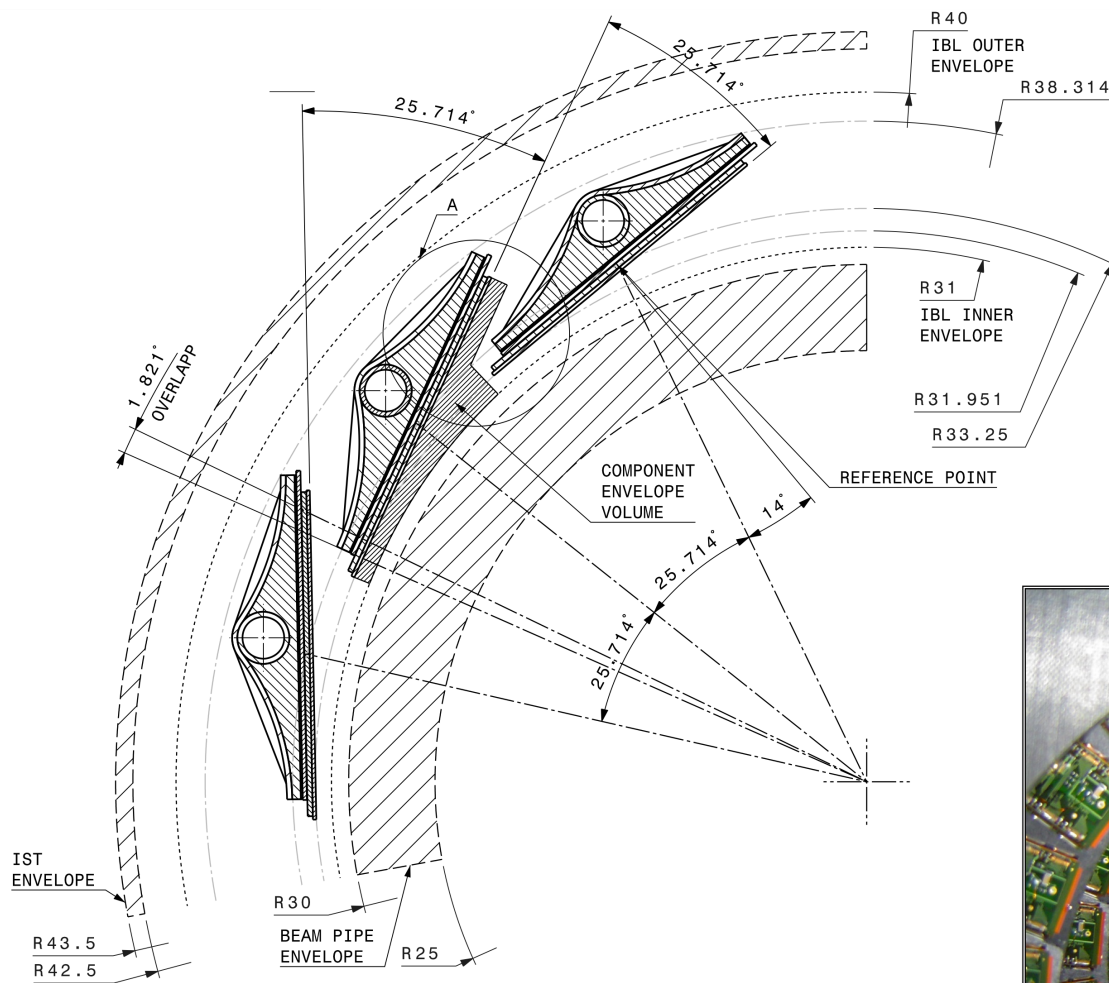 R40
IBL OUTER
ENVELOPE
R38.314
25.714°
25.714°
A
R31
IBL INNER
ENVELOPE
R31.951
R33.25
1.821°
OVERLAPP
COMPONENT
ENVELOPE
VOLUME
REFERENCE POINT
14°
25.714°
25.714°
IST
ENVELOPE
R30
BEAM PIPE
ENVELOPE
R25
R43.5
R42.5